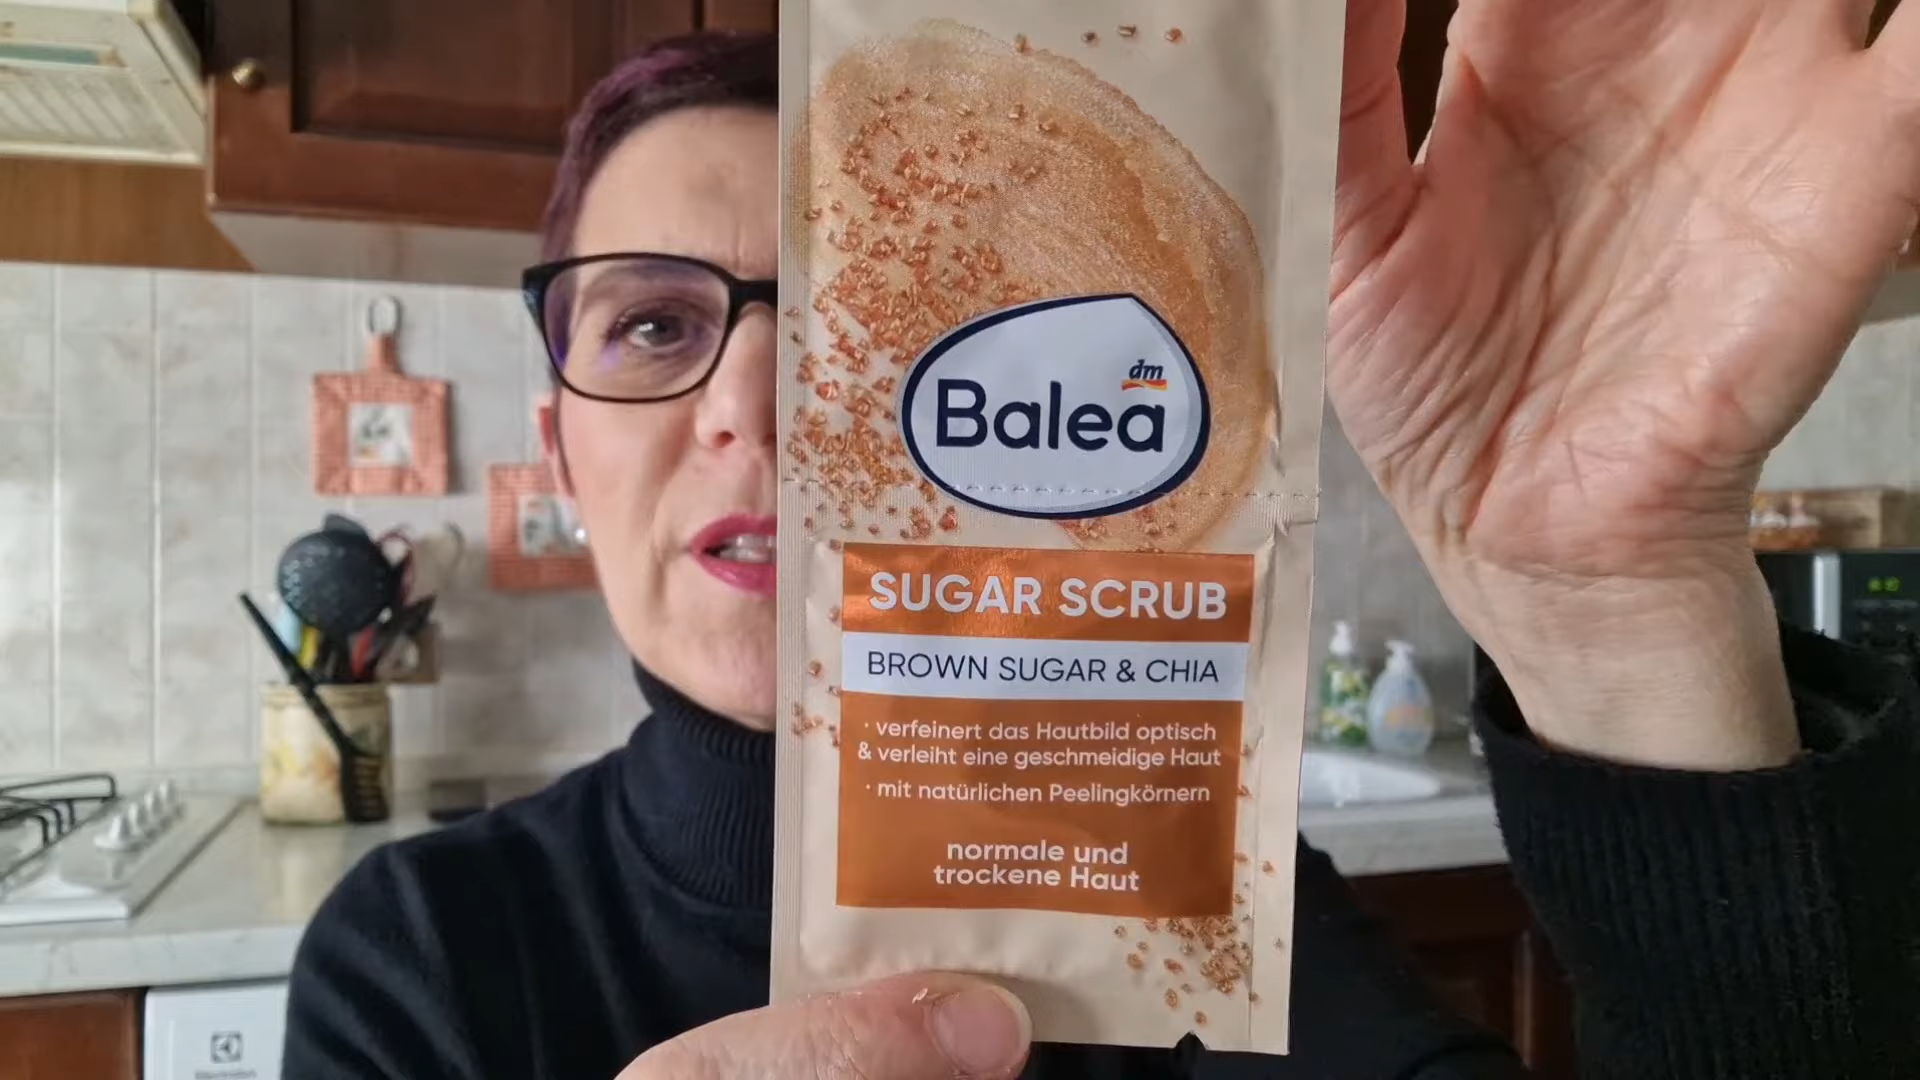 dm
Balea
SUGAR SCRUB
BROWN SUGAR & CHIA
· verfeinert das Hautbild optisch
& verleiht eine geschmeidige Haut
· mit natürlichen Peelingkörnern
normale und
trockene Haut